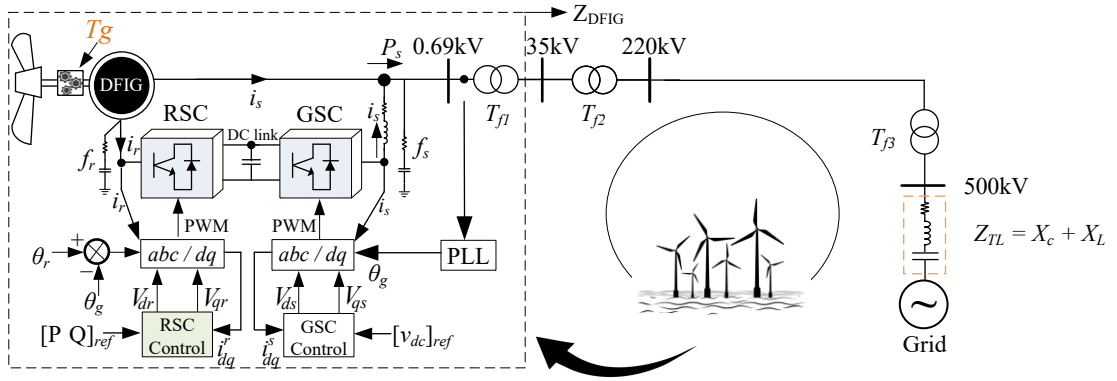 Tg
DFIG
Z_DFIG
P_s
0.69kV
35kV
220kV
i_s
RSC
GSC
i_s
T_f1
T_f2
DC link
f_r
i_r
f_s
T_f3
i_r
i_s
500kV
PWM
PWM
Z_TL = X_c + X_L
+
θ_r
−
abc / dq
abc / dq
θ_g
PLL
θ_g
V_dr
V_qr
V_ds
V_qs
[P Q]_ref
RSC
Control
i^r_dq
i^s_dq
GSC
Control
[v_dc]_ref
~
Grid